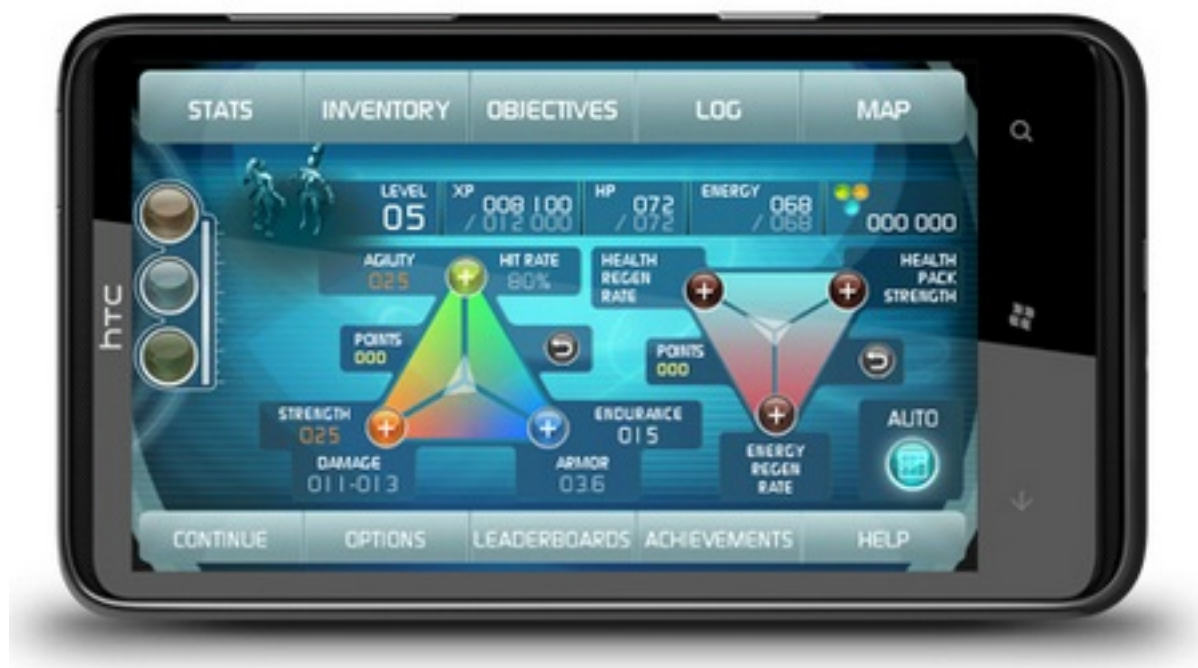 STATS INVENTORY OBJECTIVES LOG MAP
LEVEL
05
XP
008 100
/ 012 000
HP
072
/ 072
ENERGY
068
/ 068
000 000
AGILITY
025
HIT RATE
80%
POINTS
000
STRENGTH
025
DAMAGE
011-013
ENDURANCE
015
ARMOR
03.6
HEALTH
REGEN
RATE
HEALTH
PACK
STRENGTH
POINTS
000
ENERGY
REGEN
RATE
AUTO
CONTINUE OPTIONS LEADERBOARDS ACHIEVEMENTS HELP
hTC